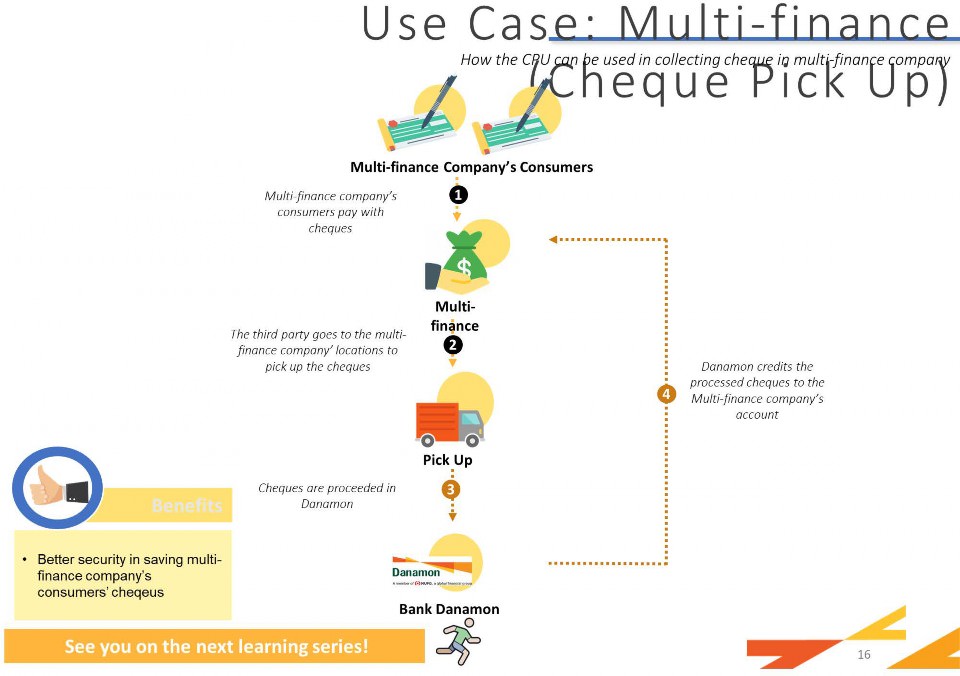 Use Case: Multi-finance
(Cheque Pick Up)
How the CPU can be used in collecting cheque in multi-finance company
Multi-finance Company's Consumers
1
Multi-finance company's
consumers pay with
cheques
$
Multi-
finance
2
The third party goes to the multi-
finance company' locations to
pick up the cheques
Danamon credits the
processed cheques to the
Multi-finance company's
account
4
Pick Up
3
Cheques are proceeded in
Danamon
Benefits
• Better security in saving multi-
finance company's
consumers' cheqeus
Danamon
A member of MUFG, a global financial group
Bank Danamon
See you on the next learning series!
16